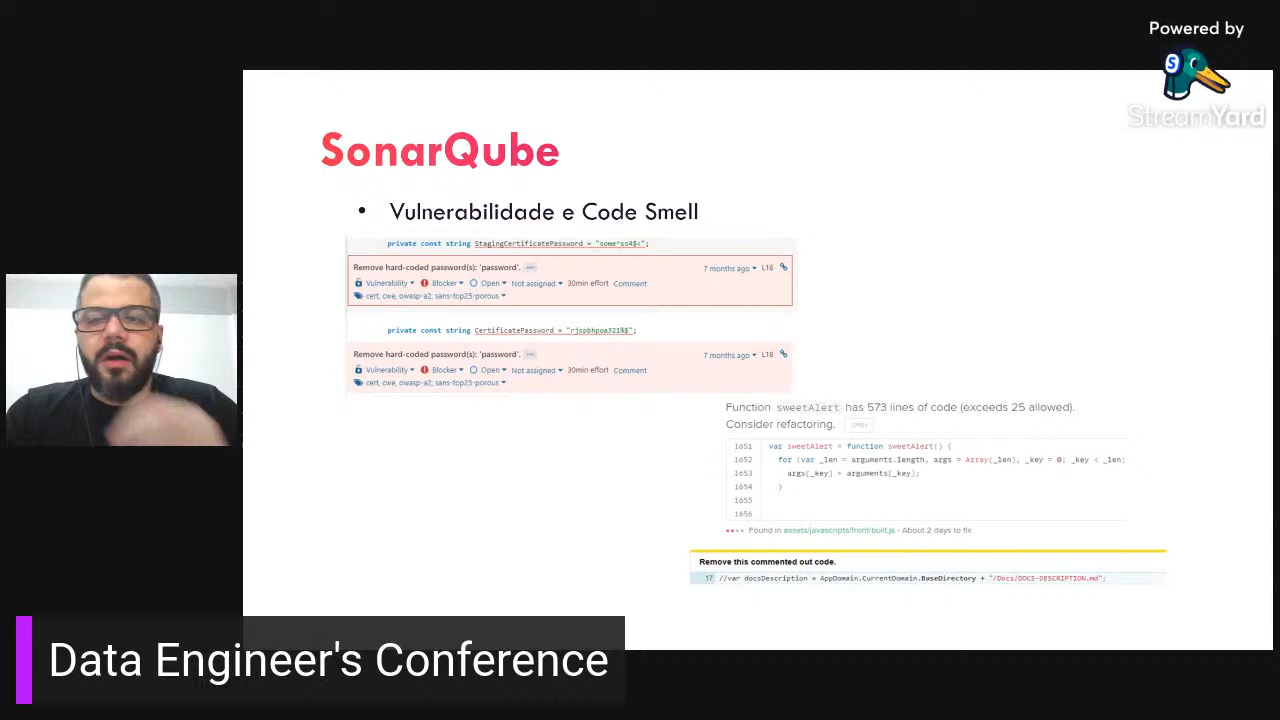 Powered by
StreamYard
SonarQube
• Vulnerabilidade e Code Smell
private const string StagingCertificatePassword = "some^ss4$<";
Remove hard-coded password(s): 'password'. ... 7 months ago L16
Vulnerability Blocker Open Not assigned 30min effort Comment
cert, cwe, owasp-a2, sans-top25-porous
private const string CertificatePassword = "rjspbhpoa321%$";
Remove hard-coded password(s): 'password'. ... 7 months ago L18
Vulnerability Blocker Open Not assigned 30min effort Comment
cert, cwe, owasp-a2, sans-top25-porous
Function sweetAlert has 573 lines of code (exceeds 25 allowed).
Consider refactoring. OPEN
1651 var sweetAlert = function sweetAlert() {
1652 for (var _len = arguments.length, args = Array(_len), _key = 0; _key < _len;
1653 args[_key] = arguments[_key];
1654 }
1655
1656
Found in assets/javascripts/front/built.js - About 2 days to fix
Remove this commented out code.
17 //var docsDescription = AppDomain.CurrentDomain.BaseDirectory + "/Docs/DOCS-DESCRIPTION.md";
Data Engineer's Conference